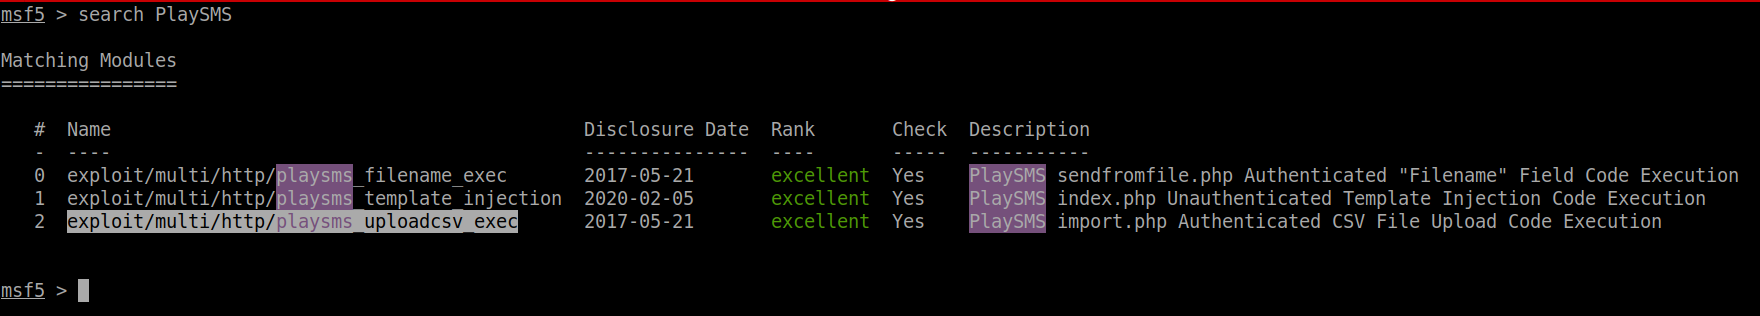 msf5 > search PlaySMS
Matching Modules
================
# Name Disclosure Date Rank Check Description
- ---- --------------- ---- ----- -----------
0 exploit/multi/http/playsms_filename_exec 2017-05-21 excellent Yes PlaySMS sendfromfile.php Authenticated "Filename" Field Code Execution
1 exploit/multi/http/playsms_template_injection 2020-02-05 excellent Yes PlaySMS index.php Unauthenticated Template Injection Code Execution
2 exploit/multi/http/playsms_uploadcsv_exec 2017-05-21 excellent Yes PlaySMS import.php Authenticated CSV File Upload Code Execution
msf5 >